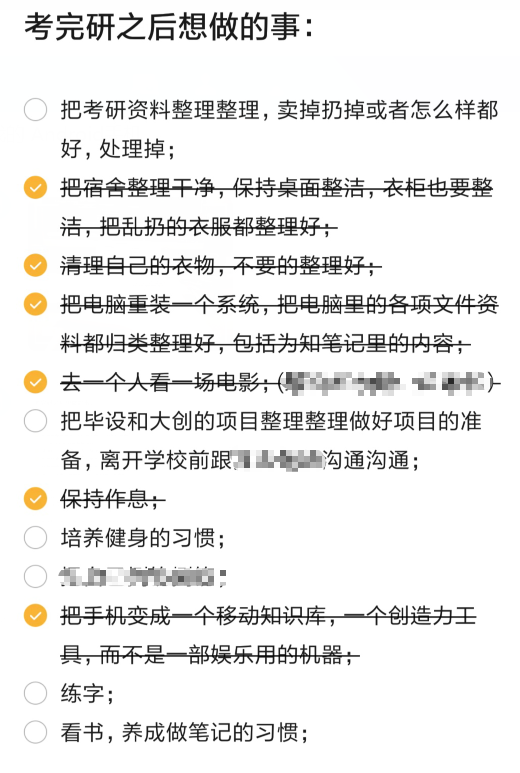 考完研之后想做的事：
把考研资料整理整理，卖掉扔掉或者怎么样都
好，处理掉；
把宿舍整理干净，保持桌面整洁，衣柜也要整
洁，把乱扔的衣服都整理好；
清理自己的衣物，不要的整理好；
把电脑重装一个系统，把电脑里的各项文件资
料都归类整理好，包括为知笔记里的内容；
去一个人看一场电影；（）
把毕设和大创的项目整理整理做好项目的准
备，离开学校前跟沟通沟通；
保持作息；
培养健身的习惯；
；
把手机变成一个移动知识库，一个创造力工
具，而不是一部娱乐用的机器；
练字；
看书，养成做笔记的习惯；